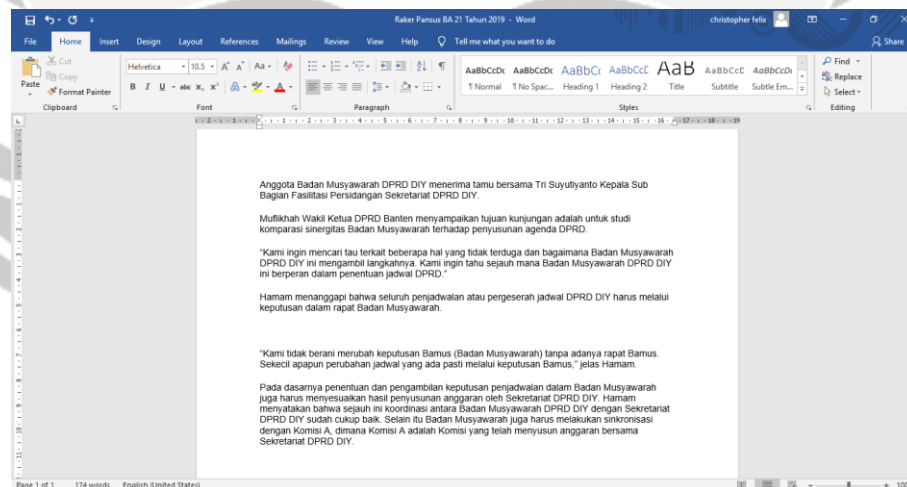 Raker Pansus BA 21 Tahun 2019 - Word
christopher felix
File Home Insert Design Layout References Mailings Review View Help Tell me what you want to do Share
Paste
Cut
Copy
Format Painter
Clipboard
Helvetica 10.5
Font
Paragraph
AaBbCcDc AaBbCcDc AaBbCc AaBbCcC AaB AaBbCcD AaBbCcDc
¶ Normal ¶ No Spac... Heading 1 Heading 2 Title Subtitle Subtle Em...
Styles
Find
Replace
Select
Editing
Anggota Badan Musyawarah DPRD DIY menerima tamu bersama Tri Suyutiyanto Kepala Sub
Bagian Fasilitasi Persidangan Sekretariat DPRD DIY.
Muflikhah Wakil Ketua DPRD Banten menyampaikan tujuan kunjungan adalah untuk studi
komparasi sinergitas Badan Musyawarah terhadap penyusunan agenda DPRD.
“Kami ingin mencari tau terkait beberapa hal yang tidak terduga dan bagaimana Badan Musyawarah
DPRD DIY ini mengambil langkahnya. Kami ingin tahu sejauh mana Badan Musyawarah DPRD DIY
ini berperan dalam penentuan jadwal DPRD.”
Hamam menanggapi bahwa seluruh penjadwalan atau pergeserah jadwal DPRD DIY harus melalui
keputusan dalam rapat Badan Musyawarah.
“Kami tidak berani merubah keputusan Bamus (Badan Musyawarah) tanpa adanya rapat Bamus.
Sekecil apapun perubahan jadwal yang ada pasti melalui keputusan Bamus,” jelas Hamam.
Pada dasarnya penentuan dan pengambilan keputusan penjadwalan dalam Badan Musyawarah
juga harus menyesuaikan hasil penyusunan anggaran oleh Sekretariat DPRD DIY. Hamam
menyatakan bahwa sejauh ini koordinasi antara Badan Musyawarah DPRD DIY dengan Sekretariat
DPRD DIY sudah cukup baik. Selain itu Badan Musyawarah juga harus melakukan sinkronisasi
dengan Komisi A, dimana Komisi A adalah Komisi yang telah menyusun anggaran bersama
Sekretariat DPRD DIY.
Page 1 of 1 174 words English (United States)